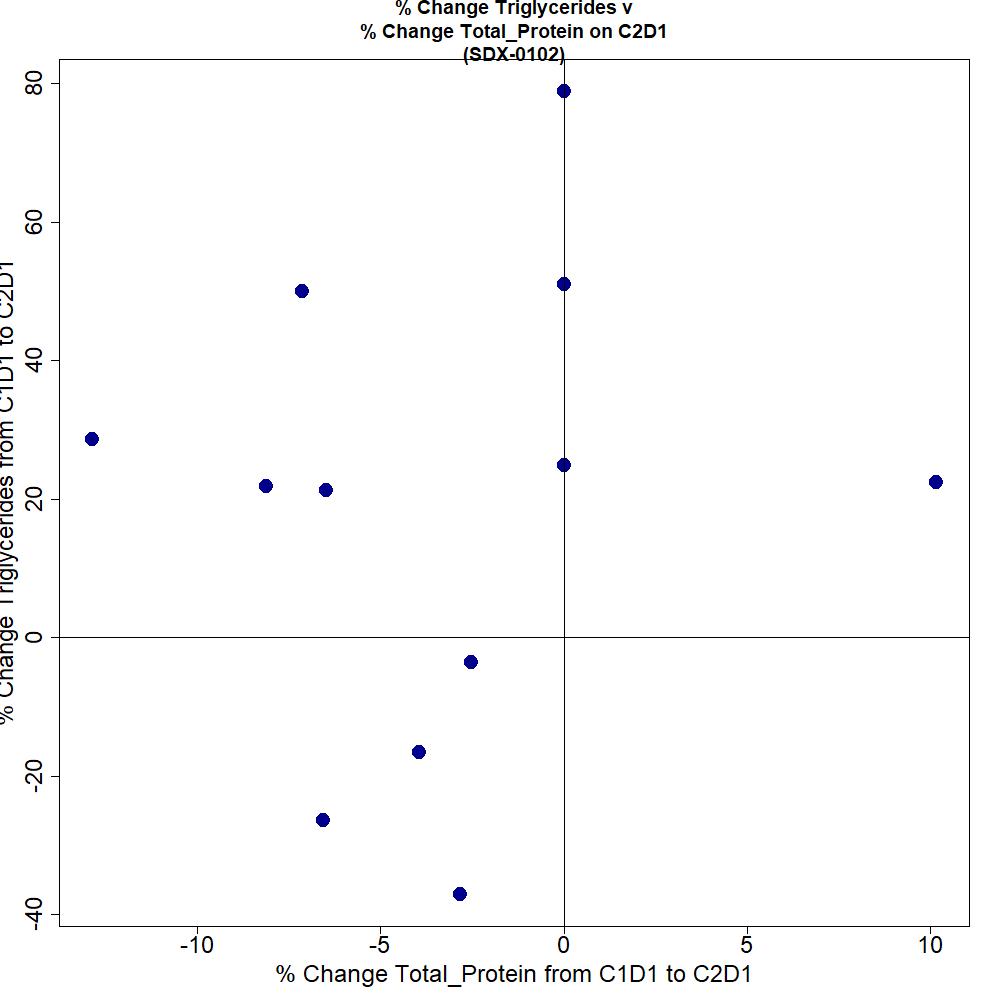 % Change Triglycerides v
% Change Total_Protein on C2D1
(SDX-0102)
% Change Triglycerides from C1D1 to C2D1
80
60
40
20
0
-20
-40
-10
-5
0
5
10
% Change Total_Protein from C1D1 to C2D1